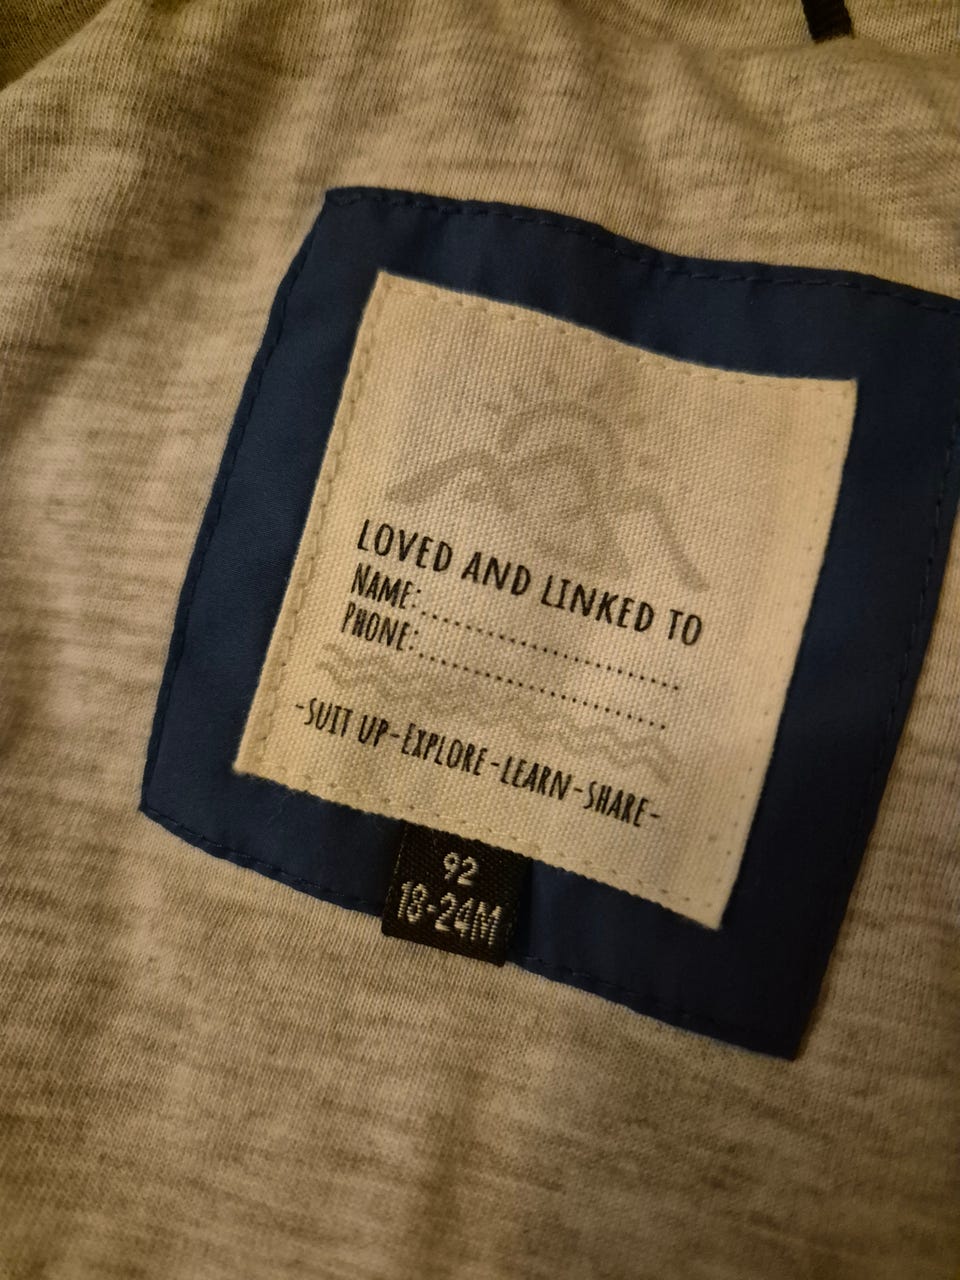 LOVED AND LINKED TO
NAME:..............................
PHONE:..............................
-SUIT UP-EXPLORE-LEARN-SHARE-
92
18-24M